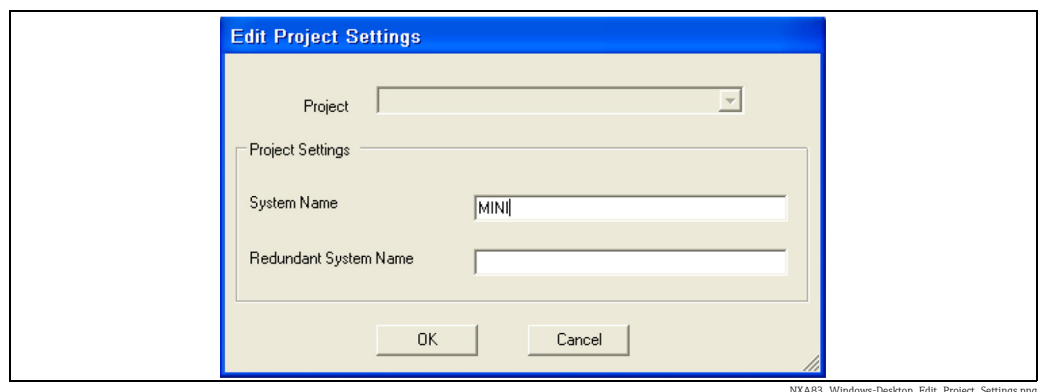 Edit Project Settings
Project
Project Settings
System Name
MINI
Redundant System Name
OK
Cancel
NXA83_Windows-Desktop_Edit_Project_Settings.png